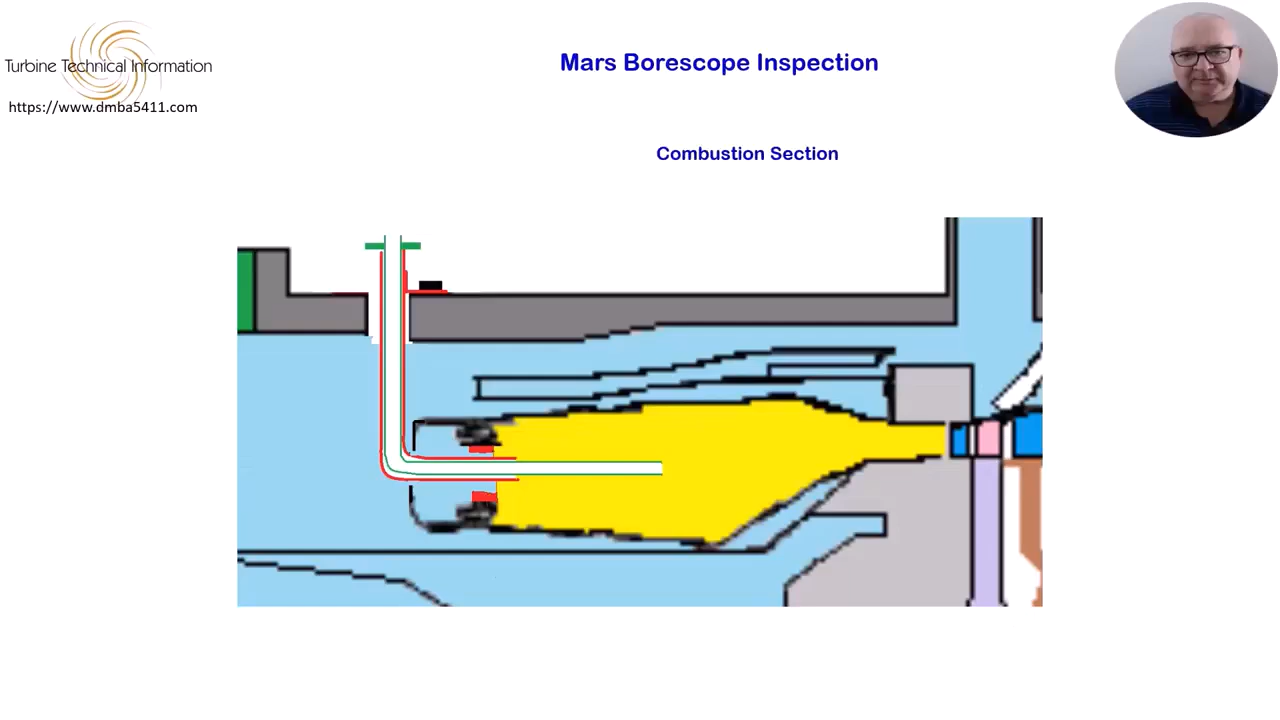 Turbine Technical Information
https://www.dmba5411.com
Mars Borescope Inspection
Combustion Section